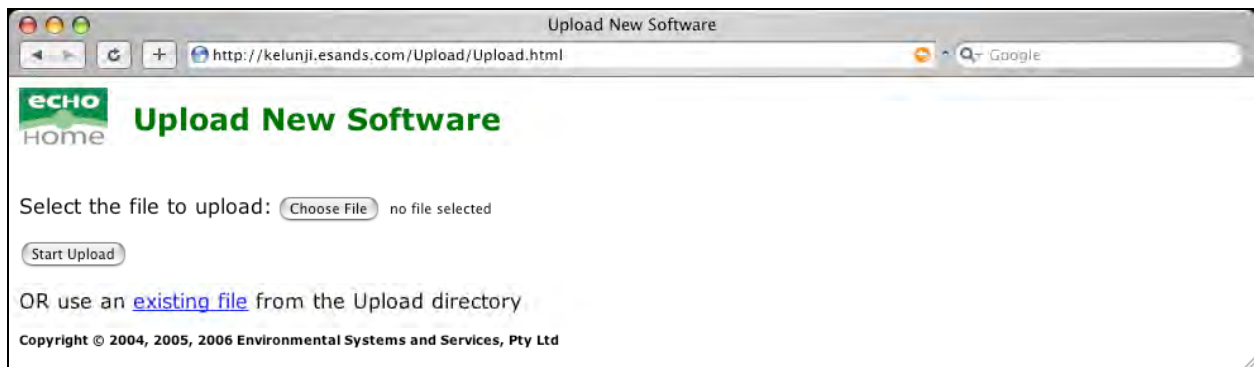 Upload New Software
http://kelunji.esands.com/Upload/Upload.html
Google
ecHo
Home
Upload New Software
Select the file to upload: Choose File no file selected
Start Upload
OR use an existing file from the Upload directory
Copyright © 2004, 2005, 2006 Environmental Systems and Services, Pty Ltd